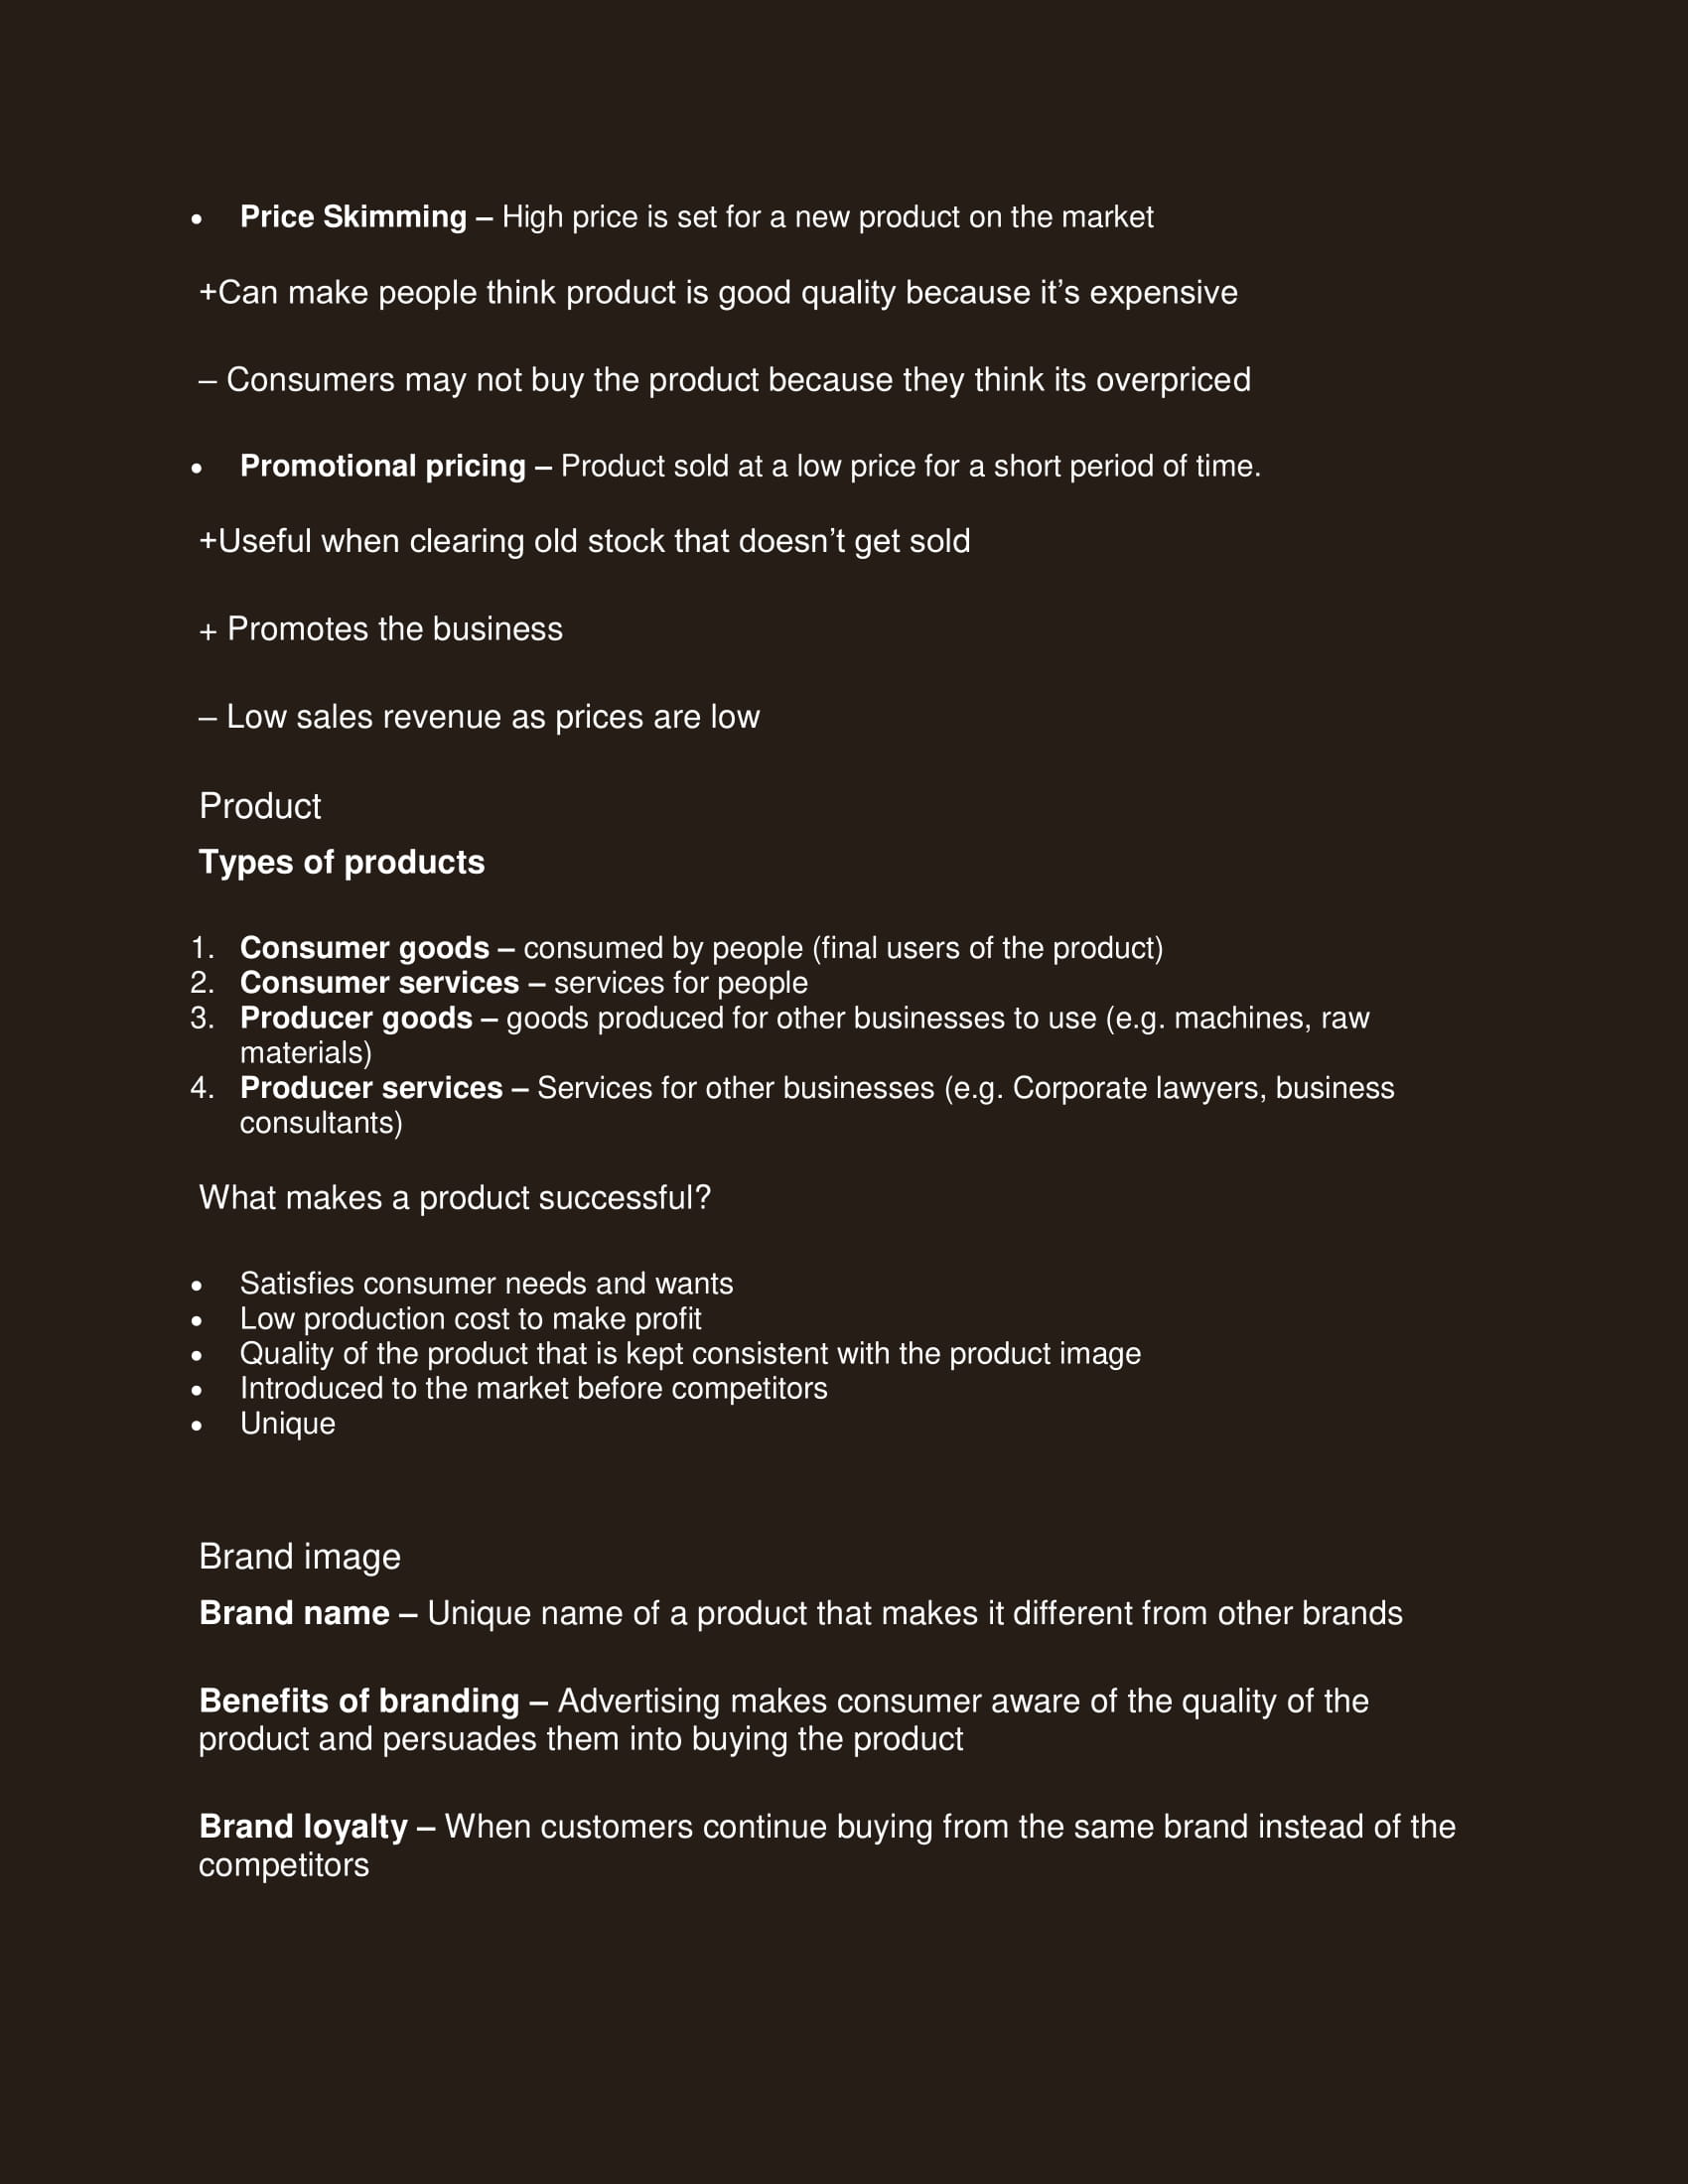 • Price Skimming – High price is set for a new product on the market
+Can make people think product is good quality because it’s expensive
– Consumers may not buy the product because they think its overpriced
• Promotional pricing – Product sold at a low price for a short period of time.
+Useful when clearing old stock that doesn’t get sold
+ Promotes the business
– Low sales revenue as prices are low
Product
Types of products
1. Consumer goods – consumed by people (final users of the product)
2. Consumer services – services for people
3. Producer goods – goods produced for other businesses to use (e.g. machines, raw
materials)
4. Producer services – Services for other businesses (e.g. Corporate lawyers, business
consultants)
What makes a product successful?
• Satisfies consumer needs and wants
• Low production cost to make profit
• Quality of the product that is kept consistent with the product image
• Introduced to the market before competitors
• Unique
Brand image
Brand name – Unique name of a product that makes it different from other brands
Benefits of branding – Advertising makes consumer aware of the quality of the
product and persuades them into buying the product
Brand loyalty – When customers continue buying from the same brand instead of the
competitors